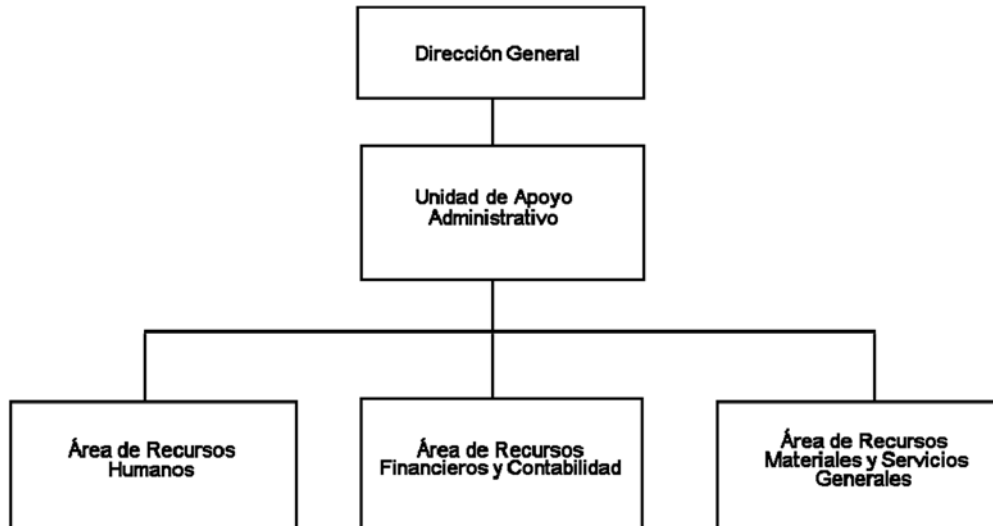 Dirección General
Unidad de Apoyo
Administrativo
Área de Recursos
Humanos
Área de Recursos
Financieros y Contabilidad
Área de Recursos
Materiales y Servicios
Generales